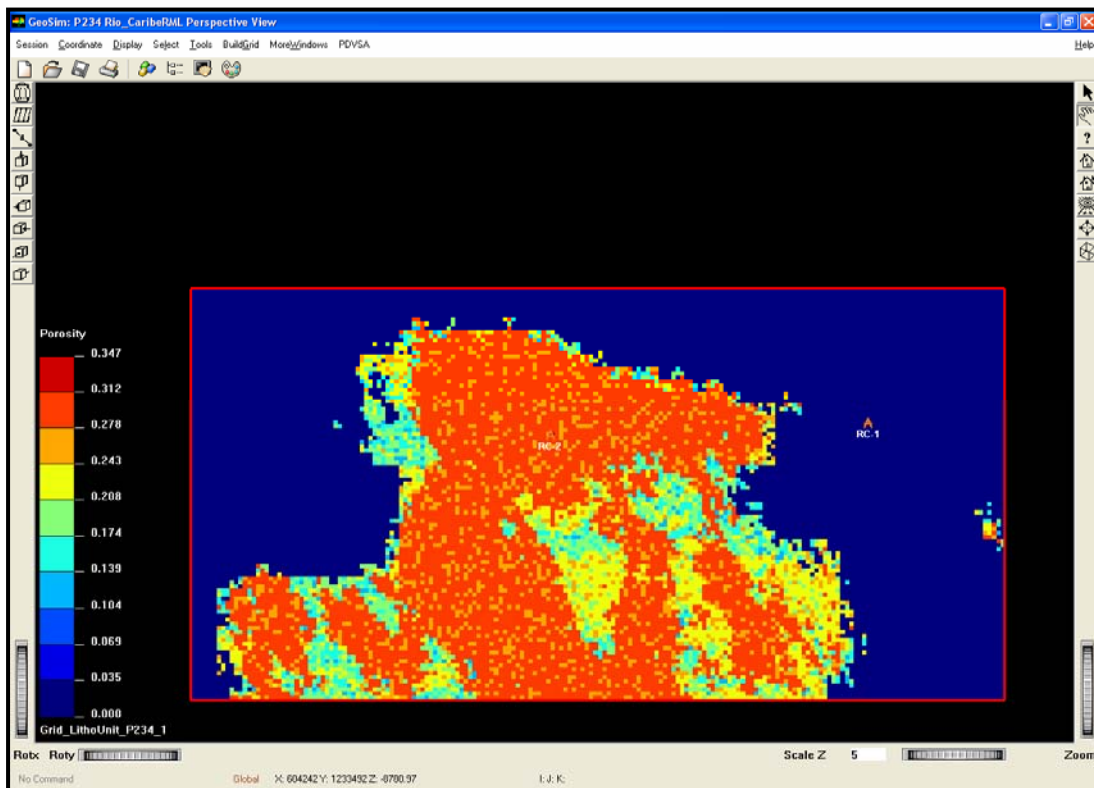 GeoSim: P234 Rio_CaribeRML Perspective View
Session Coordinate Display Select Tools BuildGrid MoreWindows PDVSA Help
?
Porosity
0.347
0.312
0.278
0.243
0.208
0.174
0.139
0.104
0.069
0.035
0.000
RC-2
RC-1
Grid_LithoUnit_P234_1
Rotx Roty Scale Z 5 Zoom
No Command Global X: 604242 Y: 1233492 Z: -8780.97 I: J: K: